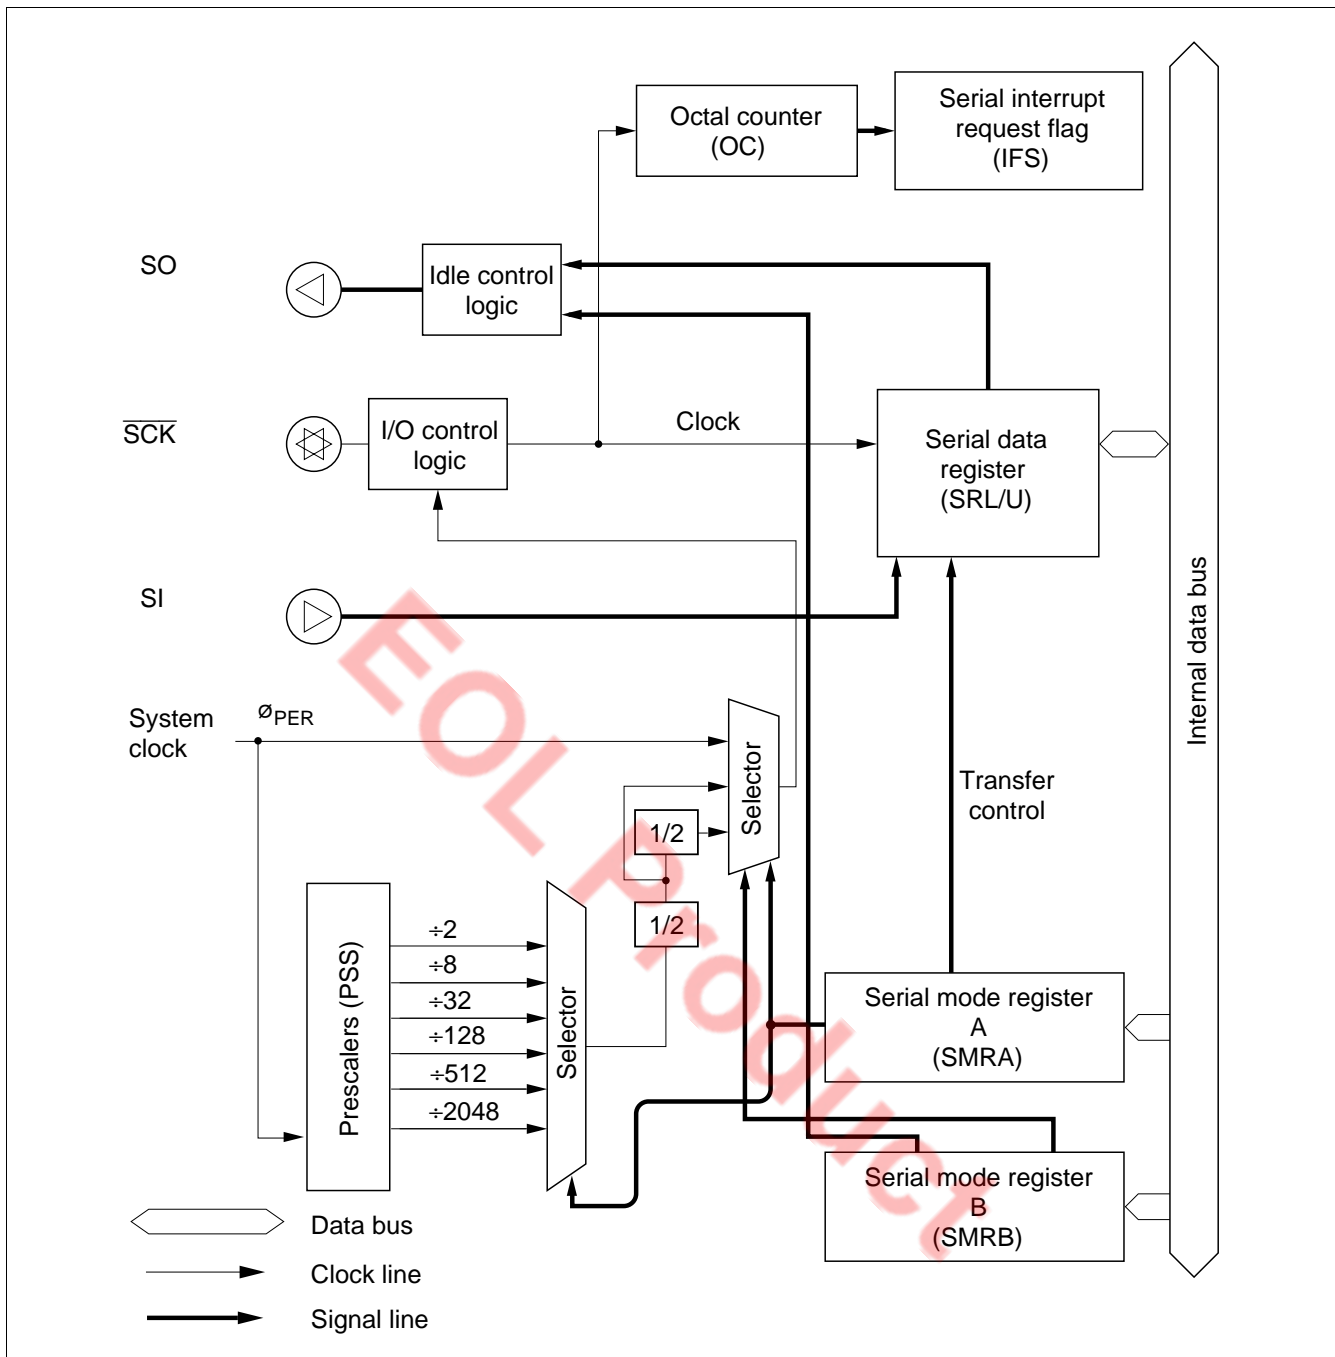 Octal counter
(OC)
Serial interrupt
request flag
(IFS)
SO
Idle control
logic
SCK
I/O control
logic
Clock
Serial data
register
(SRL/U)
SI
Internal data bus
System
clock
øPER
Selector
Transfer
control
1/2
1/2
Prescalers (PSS)
÷2
÷8
÷32
÷128
÷512
÷2048
Selector
Serial mode register
A
(SMRA)
Serial mode register
B
(SMRB)
Data bus
Clock line
Signal line
EOL Product